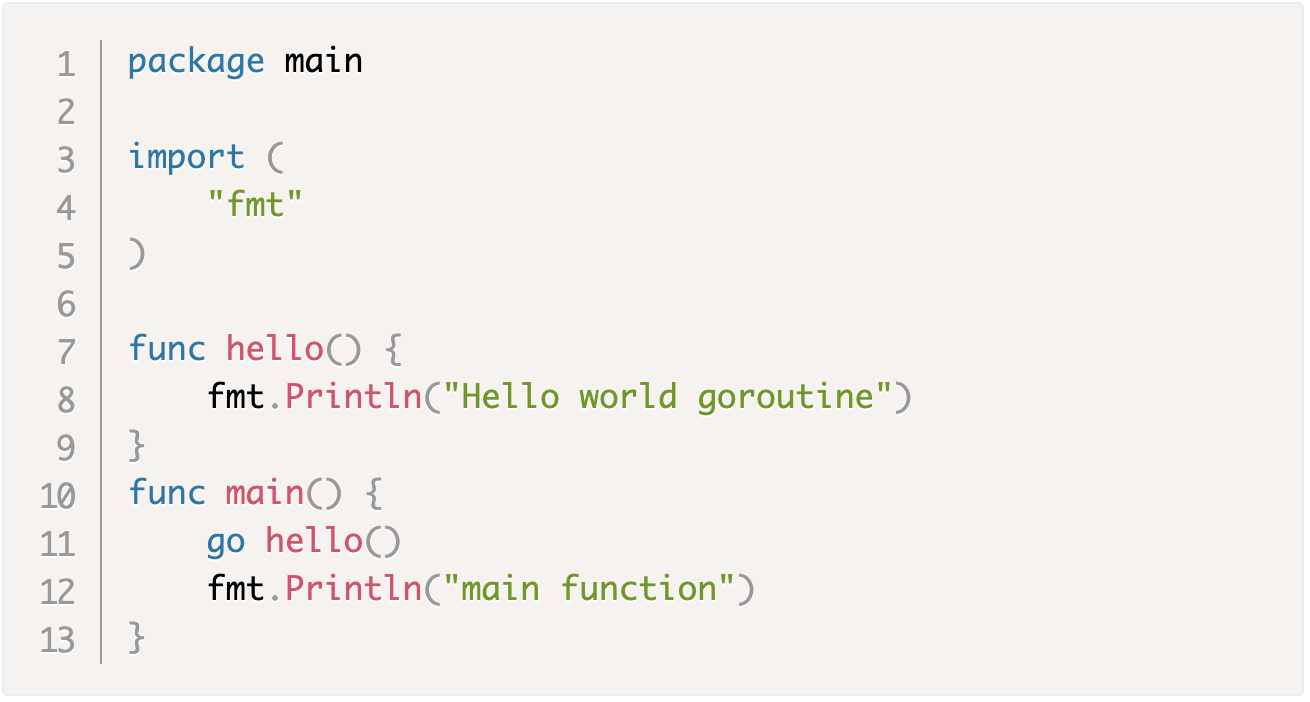 1 package main
2
3 import (
4     "fmt"
5 )
6
7 func hello() {
8     fmt.Println("Hello world goroutine")
9 }
10 func main() {
11     go hello()
12     fmt.Println("main function")
13 }